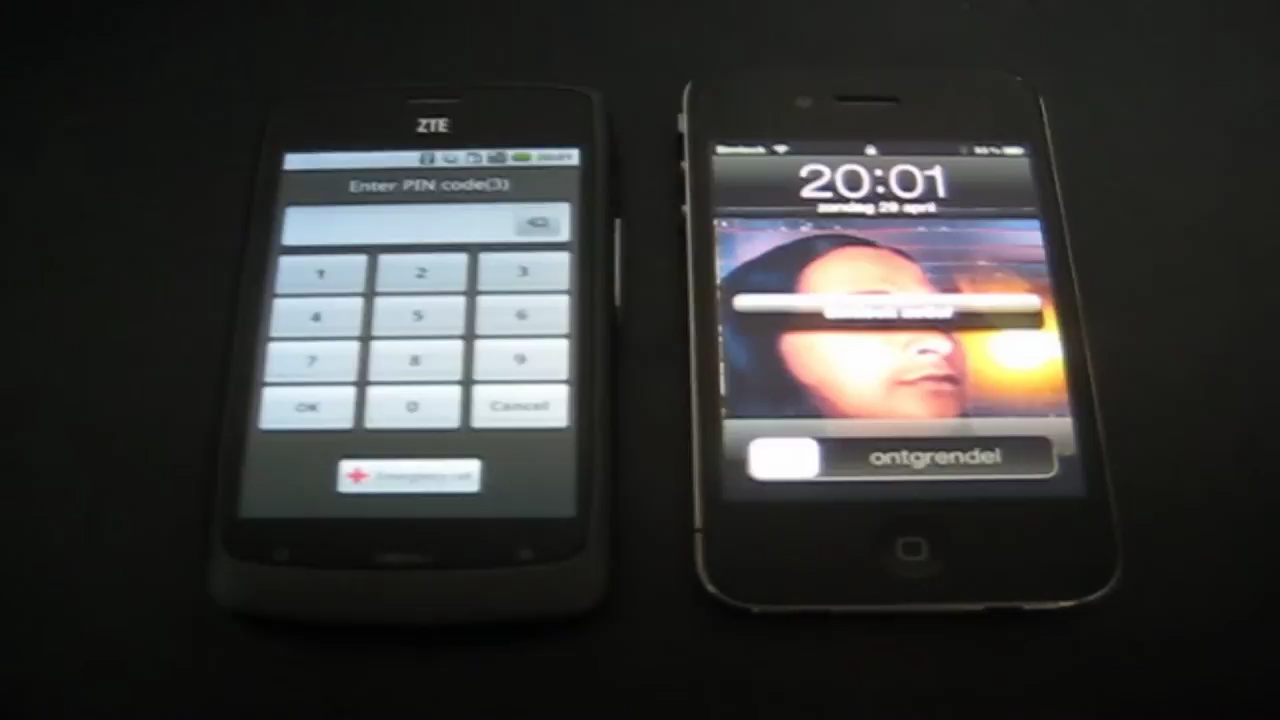 ZTE
Enter PIN code(3)
1 2 3
4 5 6
7 8 9
OK 0 Cancel
20:01
zondag 29 april
ontgrendel